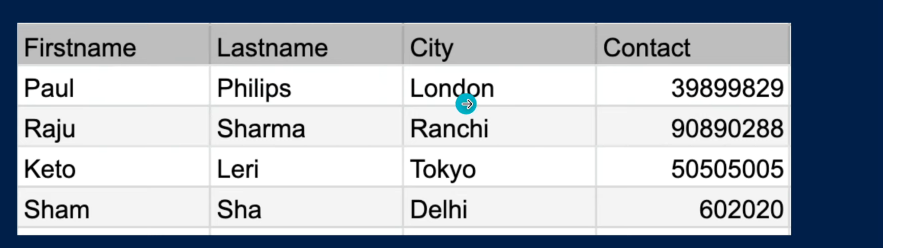 Firstname Lastname City Contact
Paul Philips London 39899829
Raju Sharma Ranchi 90890288
Keto Leri Tokyo 50505005
Sham Sha Delhi 602020